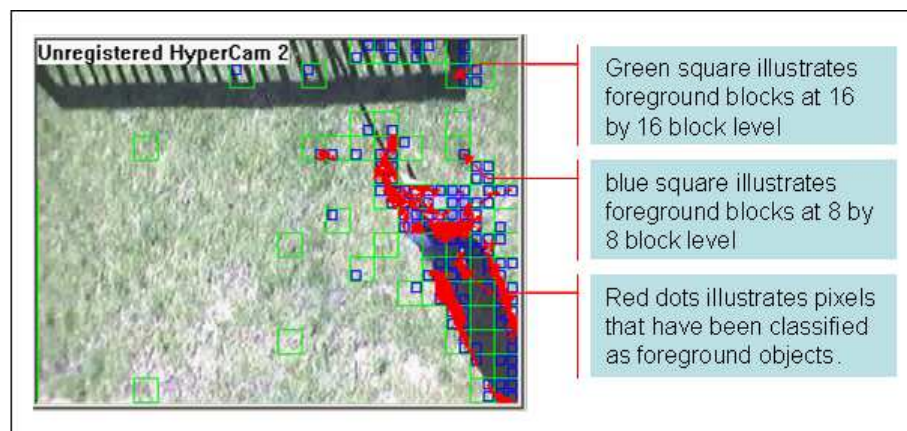 Unregistered HyperCam 2
Green square illustrates
foreground blocks at 16
by 16 block level
blue square illustrates
foreground blocks at 8 by
8 block level
Red dots illustrates pixels
that have been classified
as foreground objects.